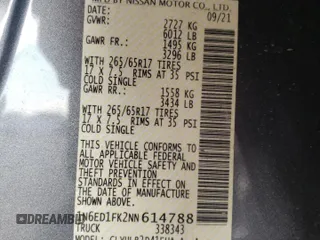 MFD BY NISSAN MOTOR CO., LTD.
DATE: 09/21
GVWR: 2727 KG
6012 LB
GAWR FR.: 1495 KG
3296 LB
WITH 265/65R17 TIRES
17 X 7.5 RIMS AT 35 PSI
COLD SINGLE
GAWR RR.: 1558 KG
3434 LB
WITH 265/65R17 TIRES
17 X 7.5 RIMS AT 35 PSI
COLD SINGLE
THIS VEHICLE CONFORMS TO
ALL APPLICABLE FEDERAL
MOTOR VEHICLE SAFETY
AND THEFT PREVENTION
STANDARDS IN EFFECT ON
THE DATE OF MANUFACTURE
SHOWN ABOVE.
1N6ED1FK2NN614788
TRUCK 338343
MODEL:
DREAMBID